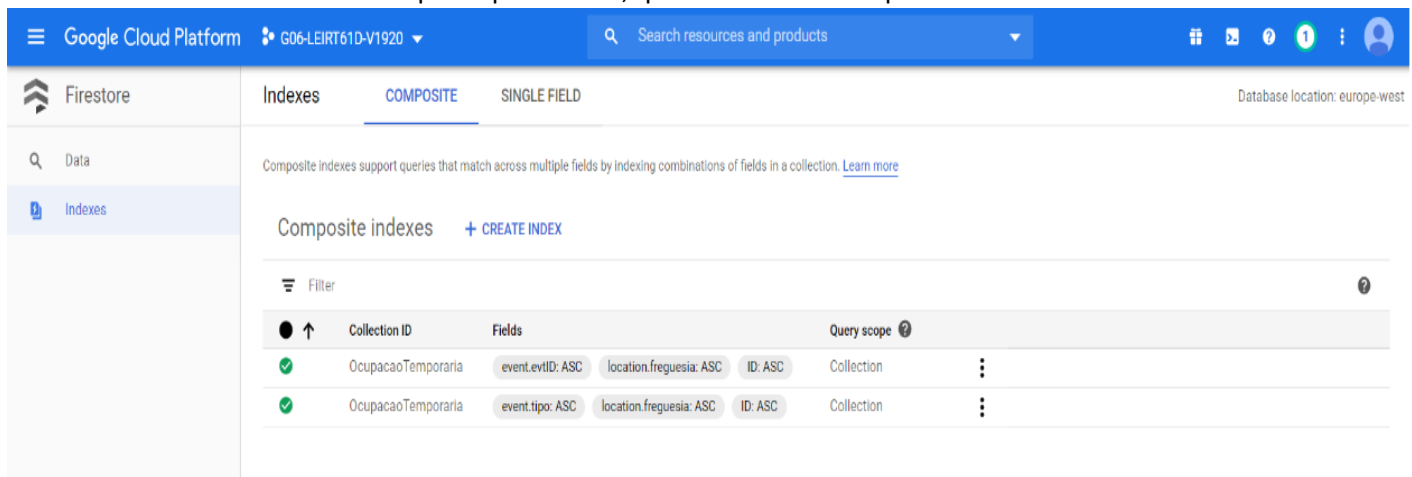 Google Cloud Platform G06-LEIRT61D-V1920 Search resources and products 1
Firestore Indexes COMPOSITE SINGLE FIELD Database location: europe-west
Data
Composite indexes support queries that match across multiple fields by indexing combinations of fields in a collection. Learn more
Indexes
Composite indexes + CREATE INDEX
Filter
Collection ID Fields Query scope
OcupacaoTemporaria event.evtID: ASC location.freguesia: ASC ID: ASC Collection
OcupacaoTemporaria event.tipo: ASC location.freguesia: ASC ID: ASC Collection